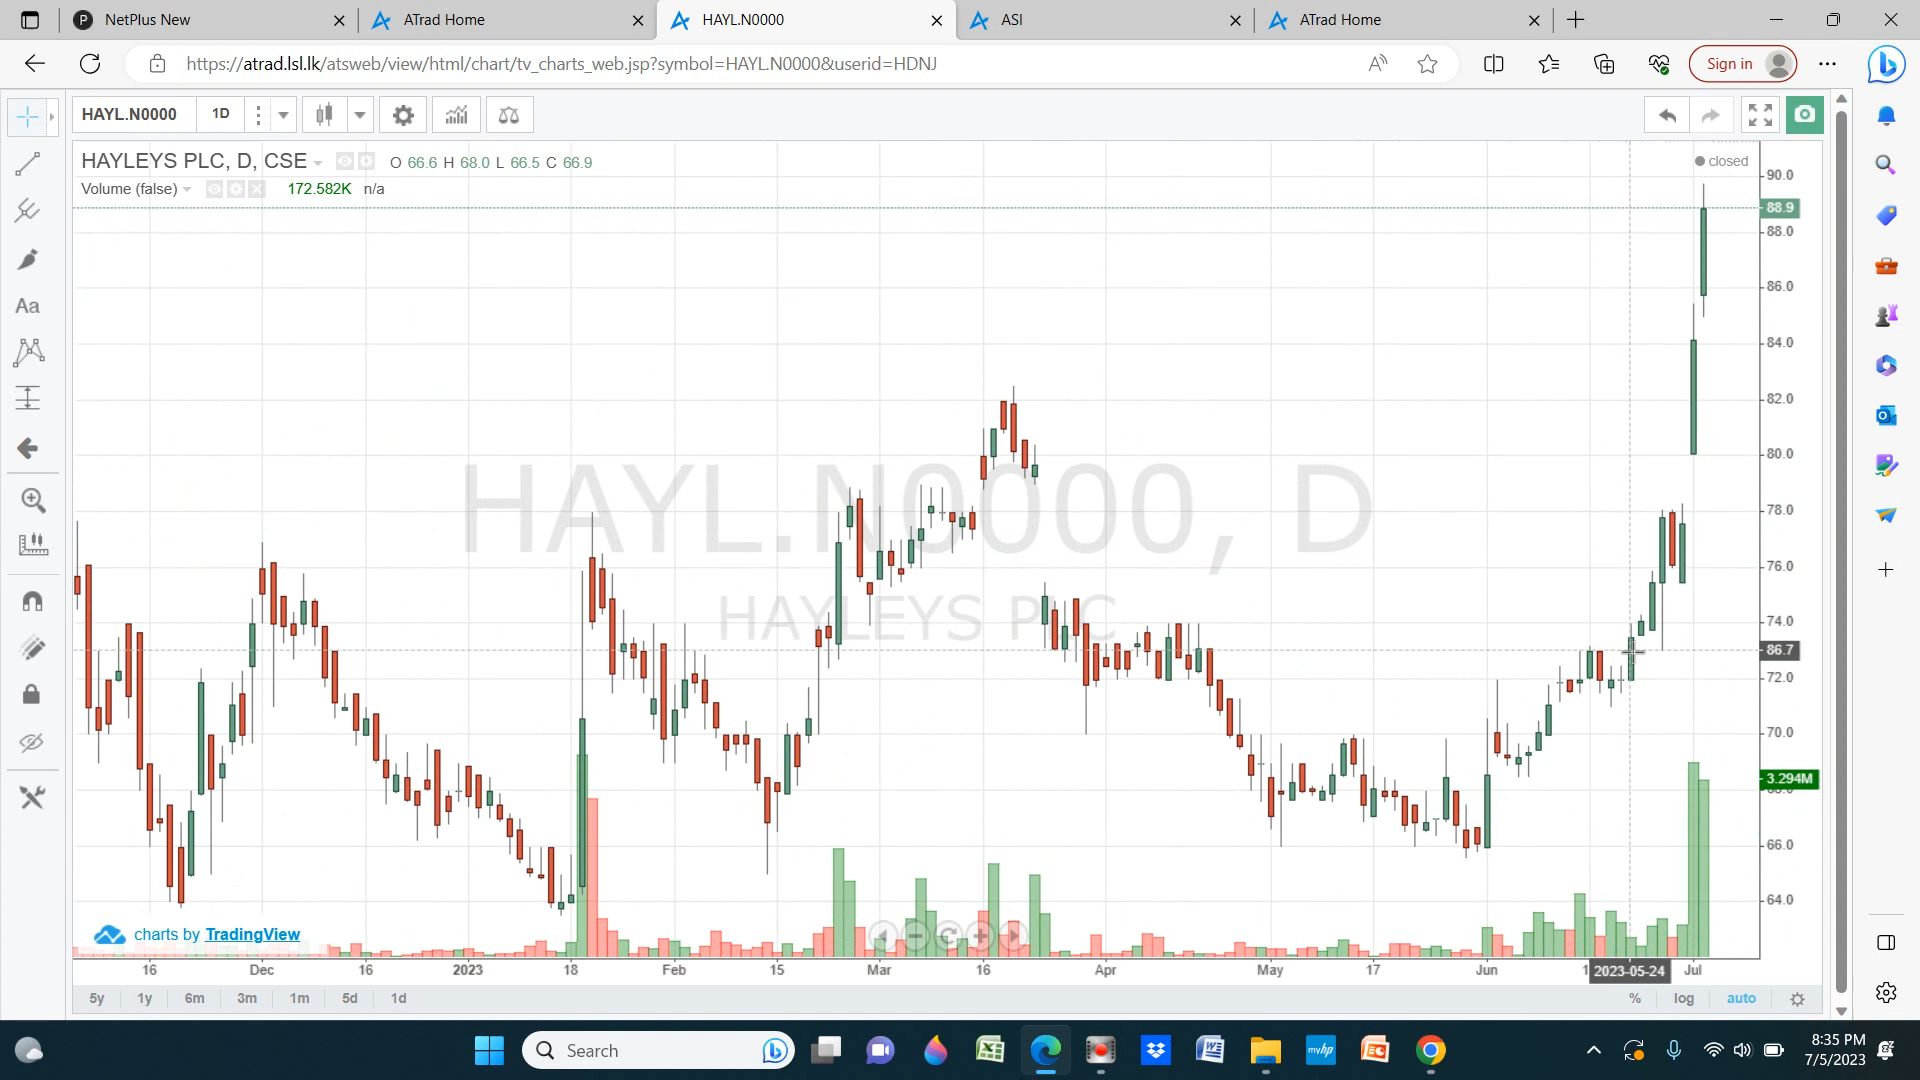 NetPlus New
ATrad Home
HAYL.N0000
ASI
ATrad Home
https://atrad.lsl.lk/atsweb/view/html/chart/tv_charts_web.jsp?symbol=HAYL.N0000&userid=HDNJ
Sign in
HAYL.N0000
1D
HAYLEYS PLC, D, CSE
O 66.6 H 68.0 L 66.5 C 66.9
closed
Volume (false)
172.582K n/a
HAYL.N0000, D
HAYLEYS PLC
90.0
88.9
88.0
86.0
84.0
82.0
80.0
78.0
76.0
74.0
86.7
72.0
70.0
3.294M
66.0
64.0
charts by TradingView
16
Dec
16
2023
18
Feb
15
Mar
16
Apr
May
17
Jun
2023-05-24
Jul
5y
1y
6m
3m
1m
5d
1d
%
log
auto
Aa
Search
8:35 PM
7/5/2023